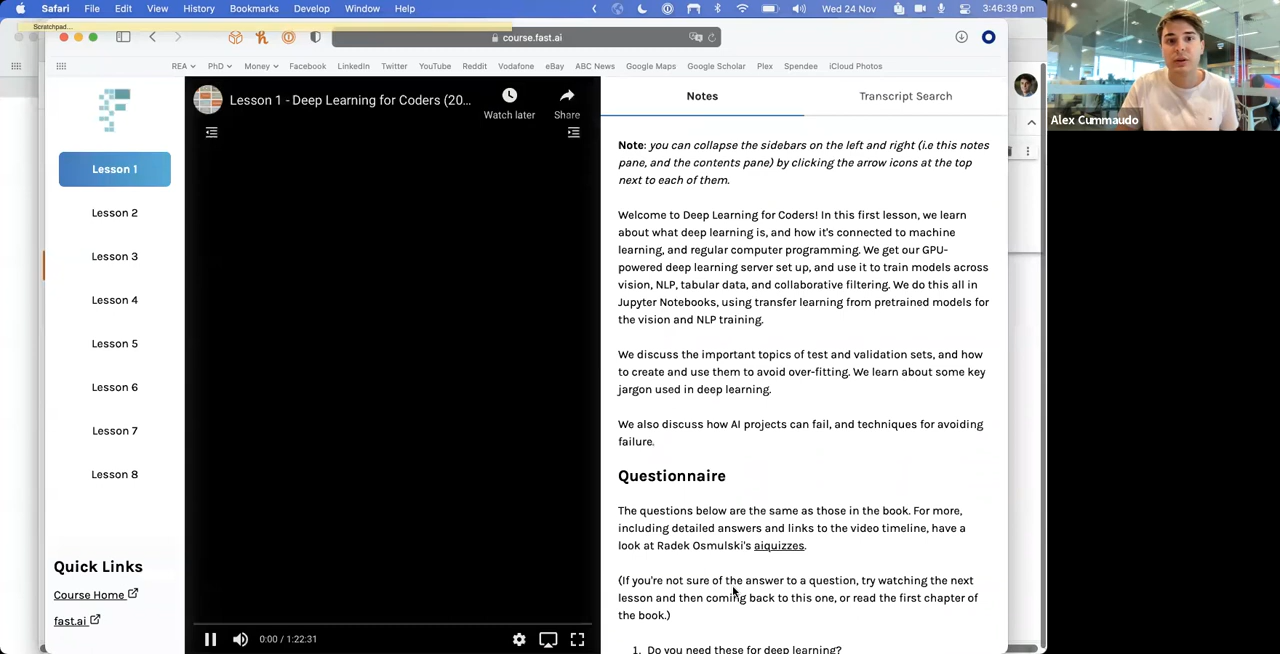 Safari File Edit View History Bookmarks Develop Window Help Wed 24 Nov 3:46:39 pm
Scratchpad...
course.fast.ai
REA PhD Money Facebook LinkedIn Twitter YouTube Reddit Vodafone eBay ABC News Google Maps Google Scholar Plex Spendee iCloud Photos
Alex Cummaudo
Lesson 1
Lesson 2
Lesson 3
Lesson 4
Lesson 5
Lesson 6
Lesson 7
Lesson 8
Quick Links
Course Home
fast.ai
Lesson 1 - Deep Learning for Coders (20...
Watch later
Share
0:00 / 1:22:31
Notes
Transcript Search
Note: you can collapse the sidebars on the left and right (i.e this notes
pane, and the contents pane) by clicking the arrow icons at the top
next to each of them.
Welcome to Deep Learning for Coders! In this first lesson, we learn
about what deep learning is, and how it's connected to machine
learning, and regular computer programming. We get our GPU-
powered deep learning server set up, and use it to train models across
vision, NLP, tabular data, and collaborative filtering. We do this all in
Jupyter Notebooks, using transfer learning from pretrained models for
the vision and NLP training.
We discuss the important topics of test and validation sets, and how
to create and use them to avoid over-fitting. We learn about some key
jargon used in deep learning.
We also discuss how AI projects can fail, and techniques for avoiding
failure.
Questionnaire
The questions below are the same as those in the book. For more,
including detailed answers and links to the video timeline, have a
look at Radek Osmulski's aiquizzes.
(If you're not sure of the answer to a question, try watching the next
lesson and then coming back to this one, or read the first chapter of
the book.)
1. Do you need these for deep learning?